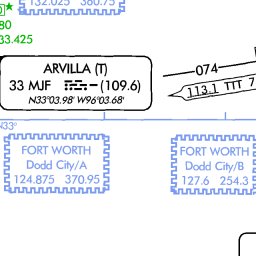 132.025 380.75
80
33.425
ARVILLA (T)
33 MJF (109.6)
N33°03.98' W96°03.68'
074
113.1 TTT 7
N33°
FORT WORTH
Dodd City/A
124.875 370.95
FORT WORTH
Dodd City/B
127.6 254.3